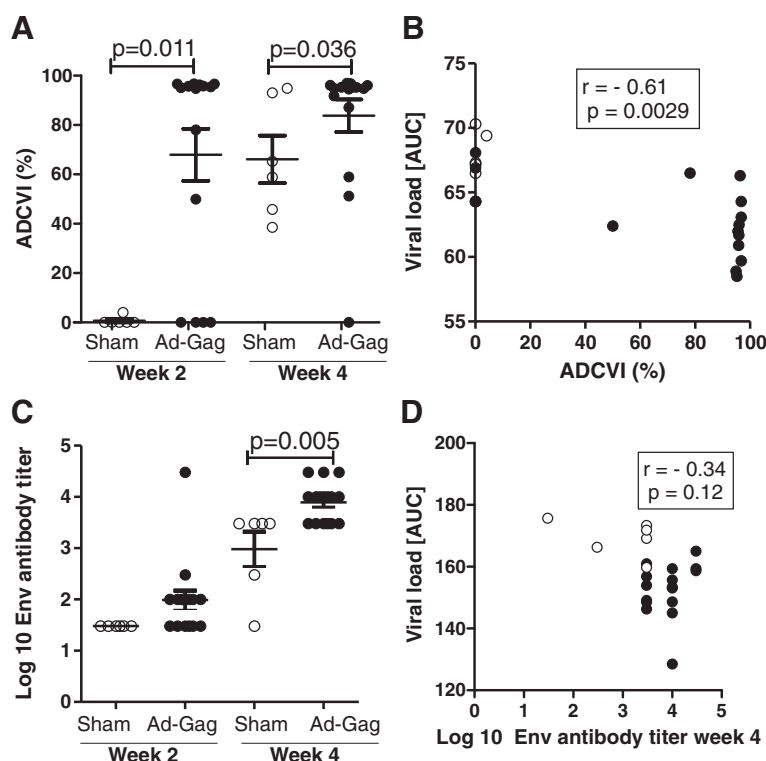 A
p=0.011
p=0.036
ADCVI (%)
100
80
60
40
20
0
Sham
Ad-Gag
Sham
Ad-Gag
Week 2
Week 4
B
Viral load [AUC]
75
70
65
60
55
r = - 0.61
p = 0.0029
0
20
40
60
80
100
ADCVI (%)
C
p=0.005
Log 10 Env antibody titer
5
4
3
2
1
0
Sham
Ad-Gag
Sham
Ad-Gag
Week 2
Week 4
D
Viral load [AUC]
200
180
160
140
120
r = - 0.34
p = 0.12
0
1
2
3
4
5
Log 10 Env antibody titer week 4